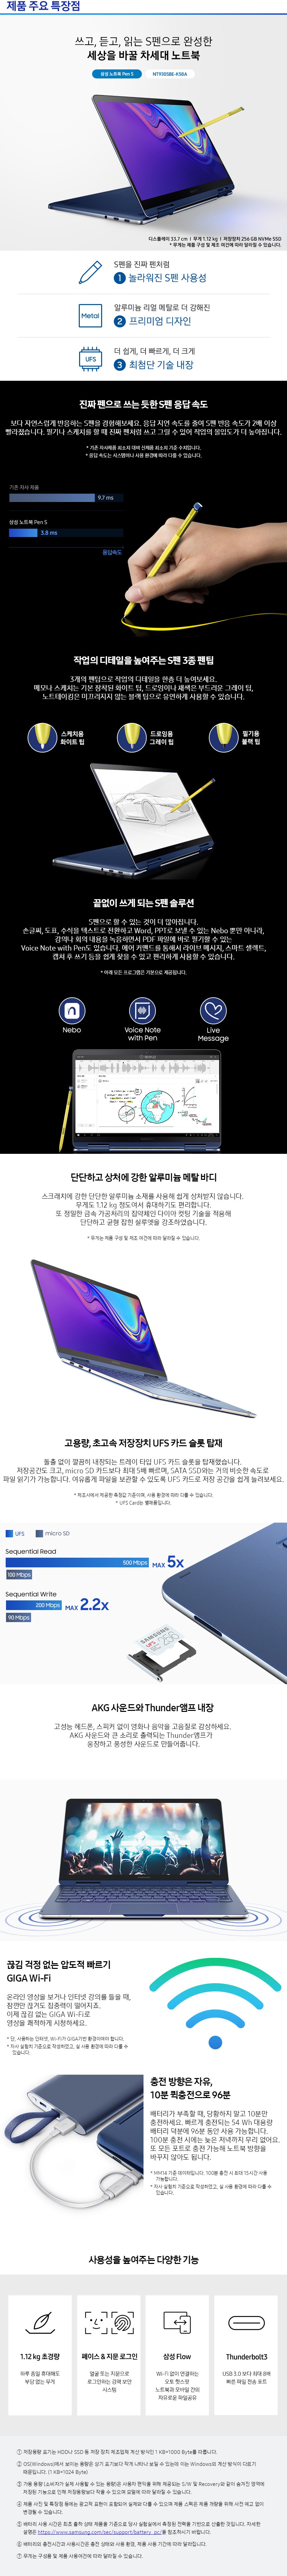 제품 주요 특장점
쓰고, 듣고, 읽는 S펜으로 완성한
세상을 바꿀 차세대 노트북
삼성 노트북 Pen S
NT930SBE-K58A
디스플레이 33.7 cm | 무게 1.12 kg | 저장장치 256 GB NVMe SSD
* 무게는 제품 구성 및 제조 여건에 따라 달라질 수 있습니다.
S펜을 진짜 펜으로
1 놀라워진 S펜 사용성
Metal
알루미늄 리얼 메탈로 더 강해진
2 프리미엄 디자인
UFS
더 쉽게, 더 빠르게, 더 크게
3 최첨단 기술 내장
진짜 펜으로 쓰는 듯한 S펜 응답 속도
보다 자연스럽게 반응하는 S펜을 경험해보세요. 응답 지연 속도를 줄여 S펜 반응 속도가 2배 이상
빨라졌습니다. 필기나 스케치를 할 때 진짜 펜처럼 쓰고 그릴 수 있어 작업의 몰입도가 더 높아집니다.
* 기존 자사제품 최소치 대비 신제품 최소의 기준 수치입니다.
* 응답 속도는 시스템이나 사용 환경에 따라 다를 수 있습니다.
기존 자사 제품
9.7 ms
삼성 노트북 Pen S
3.8 ms
응답속도
작업의 디테일을 높여주는 S펜 3종 펜팁
3개의 펜팁으로 작업의 디테일을 한층 더 높여보세요.
메모나 스케치는 기본 장착된 화이트 팁, 드로잉이나 채색은 부드러운 그레이 팁,
노트테이킹은 미끄러지지 않는 블랙 팁으로 유연하게 사용할 수 있습니다.
스케치용
화이트 팁
드로잉용
그레이 팁
필기용
블랙 팁
끝없이 쓰게 되는 S펜 솔루션
S펜으로 할 수 있는 것이 더 많아집니다.
손글씨, 도표, 수식을 텍스트로 전환하고 Word, PPT로 보낼 수 있는 Nebo 뿐만 아니라,
강의나 회의 내용을 녹음하면서 PDF 파일에 바로 필기할 수 있는
Voice Note with Pen도 있습니다. 에어 커맨드를 통해서 라이브 메시지, 스마트 셀렉트,
캡처 후 쓰기 등을 쉽게 찾을 수 있고 편리하게 사용할 수 있습니다.
* 아래 모든 프로그램은 기본으로 제공됩니다.
Nebo
Voice Note
with Pen
Live
Message
단단하고 상처에 강한 알루미늄 메탈 바디
스크래치에 강한 단단한 알루미늄 소재를 사용해 쉽게 상처받지 않습니다.
무게도 1.12 kg 정도여서 휴대하기도 편리합니다.
또 정밀한 금속 가공처리의 집약체인 다이아 컷팅 기술을 적용해
단단하고 균형 잡힌 실루엣을 강조하였습니다.
* 무게는 제품 구성 및 제조 여건에 따라 달라질 수 있습니다.
고용량, 초고속 저장장치 UFS 카드 슬롯 탑재
돌출 없이 깔끔히 내장되는 트레이 타입 UFS 카드 슬롯을 탑재했습니다.
저장공간도 크고, micro SD 카드보다 최대 5배 빠르며, SATA SSD와는 거의 비슷한 속도로
파일 읽기가 가능합니다. 여유롭게 파일을 보관할 수 있도록 UFS 카드로 저장 공간을 쉽게 늘려보세요.
* 제조사에서 제공한 측정값 기준이며, 사용 환경에 따라 다를 수 있습니다.
* UFS Card는 별매품입니다.
UFS
micro SD
Sequential Read
500 Mbps
MAX 5x
100 Mbps
Sequential Write
200 Mbps
MAX 2.2x
90 Mbps
AKG 사운드와 Thunder앰프 내장
고성능 헤드폰, 스피커 없이 영화나 음악을 고음질로 감상하세요.
AKG 사운드와 큰 소리로 출력되는 Thunder앰프가
웅장하고 풍성한 사운드로 만들어줍니다.
끊김 걱정 없는 압도적 빠르기
GIGA Wi-Fi
온라인 영상을 보거나 인터넷 강의를 들을 때,
잠깐만 끊겨도 집중력이 떨어지죠.
이제 끊김 없는 GIGA Wi-Fi로
영상을 쾌적하게 시청하세요.
* 단, 사용하는 인터넷, Wi-Fi가 GIGA기반 환경이여야 합니다.
* 자사 실험치 기준으로 작성하였고, 실 사용 환경에 따라 다를 수
있습니다.
충전 방향은 자유,
10분 퀵충전으로 96분
배터리가 부족할 때, 당황하지 말고 10분만
충전하세요. 빠르게 충전되는 54 Wh 대용량
배터리 덕분에 96분 동안 사용 가능합니다.
100분 충전 시에는 늦은 저녁까지 무리 없어요.
또 모든 포트로 충전 가능해 노트북 방향을
바꾸지 않아도 됩니다.
* MM14 기준 데이터입니다. 100분 충전 시 최대 15시간 사용
가능합니다.
* 자사 실험치 기준으로 작성하였고, 실 사용 환경에 따라 다를 수
있습니다.
사용성을 높여주는 다양한 기능
1.12 kg 초경량
하루 종일 휴대해도
부담 없는 무게
페이스 & 지문 로그인
얼굴 또는 지문으로
로그인하는 강력 보안
시스템
삼성 Flow
Wi-Fi 없이 연결하는
오토 핫스팟
노트북과 모바일 간의
자유로운 파일공유
Thunderbolt3
USB 3.0 보다 최대 8배
빠른 파일 전송 포트
① 저장용량 표기는 HDD나 SSD 등 저장 장치 제조업체 계산 방식인 1 KB=1000 Byte를 따릅니다.
② OS(Windows)에서 보이는 용량은 상기 표기보다 작게 나타나 보일 수 있는데 이는 Windows의 계산 방식이 다르기
때문입니다. (1 KB=1024 Byte)
③ 가용 용량 (소비자가 실제 사용할 수 있는 용량)은 사용자 편익을 위해 제공되는 S/W 및 Recovery와 같이 숨겨진 영역에
저장된 기능으로 인해 저장용량보다 적을 수 있으며 모델에 따라 달라질 수 있습니다.
④ 제품 사진 및 특장점 등에는 광고적 표현이 포함되어 실제와 다를 수 있으며 제품 스펙은 제품 개량을 위해 사전 예고 없이
변경될 수 있습니다.
⑤ 배터리 사용 시간은 최초 출하 상태 제품을 기준으로 당사 실험실에서 측정된 전력을 기반으로 산출한 것입니다. 자세한
설명은 https://www.samsung.com/sec/support/battery_pc/를 참조하시기 바랍니다.
⑥ 배터리의 충전시간과 사용시간은 충전 상태와 사용 환경, 제품 사용 기간에 따라 달라집니다.
⑦ 무게는 구성품 및 제품 사용여건에 따라 달라질 수 있습니다.